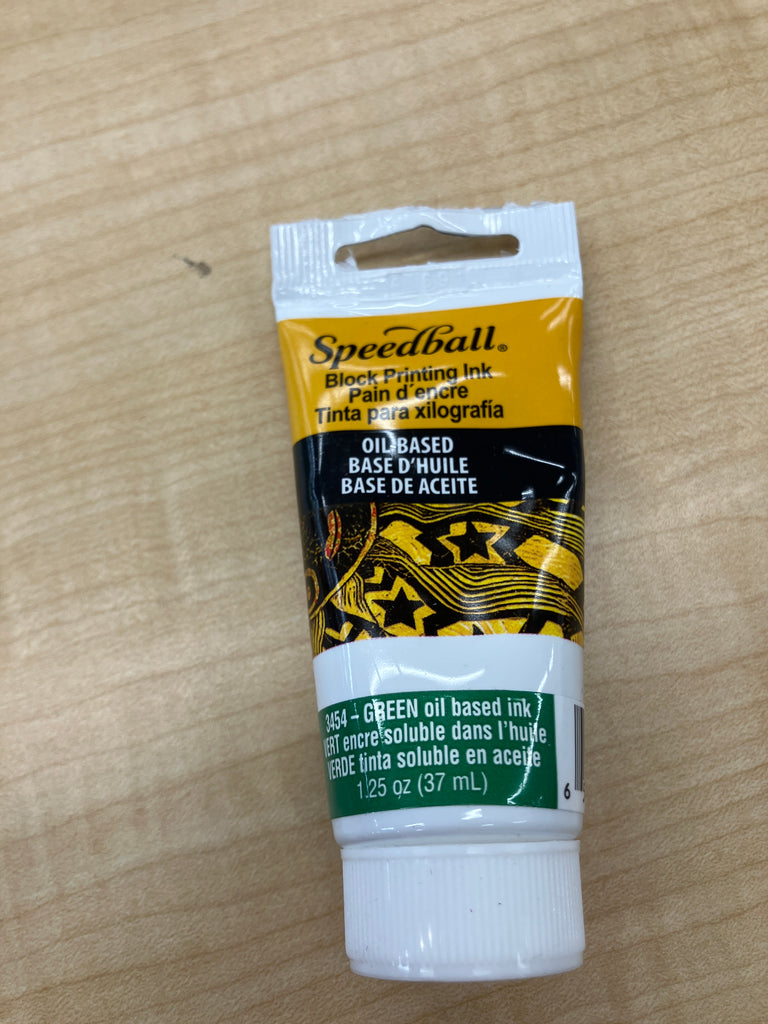 Speedball®
Block Printing Ink
Pain d'encre
Tinta para xilografía
OIL-BASED
BASE D'HUILE
BASE DE ACEITE
3454 – GREEN oil based ink
VERT encre soluble dans l'huile
VERDE tinta soluble en aceite
1.25 oz (37 mL)
6